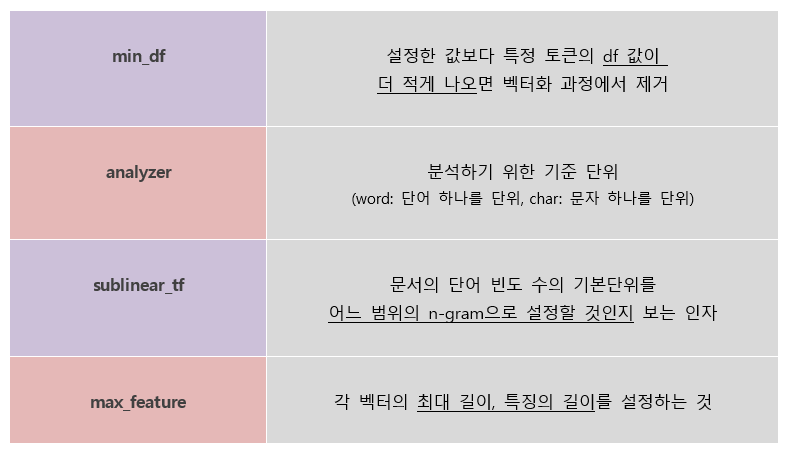 min_df
설정한 값보다 특정 토큰의 df 값이
더 적게 나오면 벡터화 과정에서 제거
analyzer
분석하기 위한 기준 단위
(word: 단어 하나를 단위, char: 문자 하나를 단위)
sublinear_tf
문서의 단어 빈도 수의 기본단위를
어느 범위의 n-gram으로 설정할 것인지 보는 인자
max_feature
각 벡터의 최대 길이, 특징의 길이를 설정하는 것